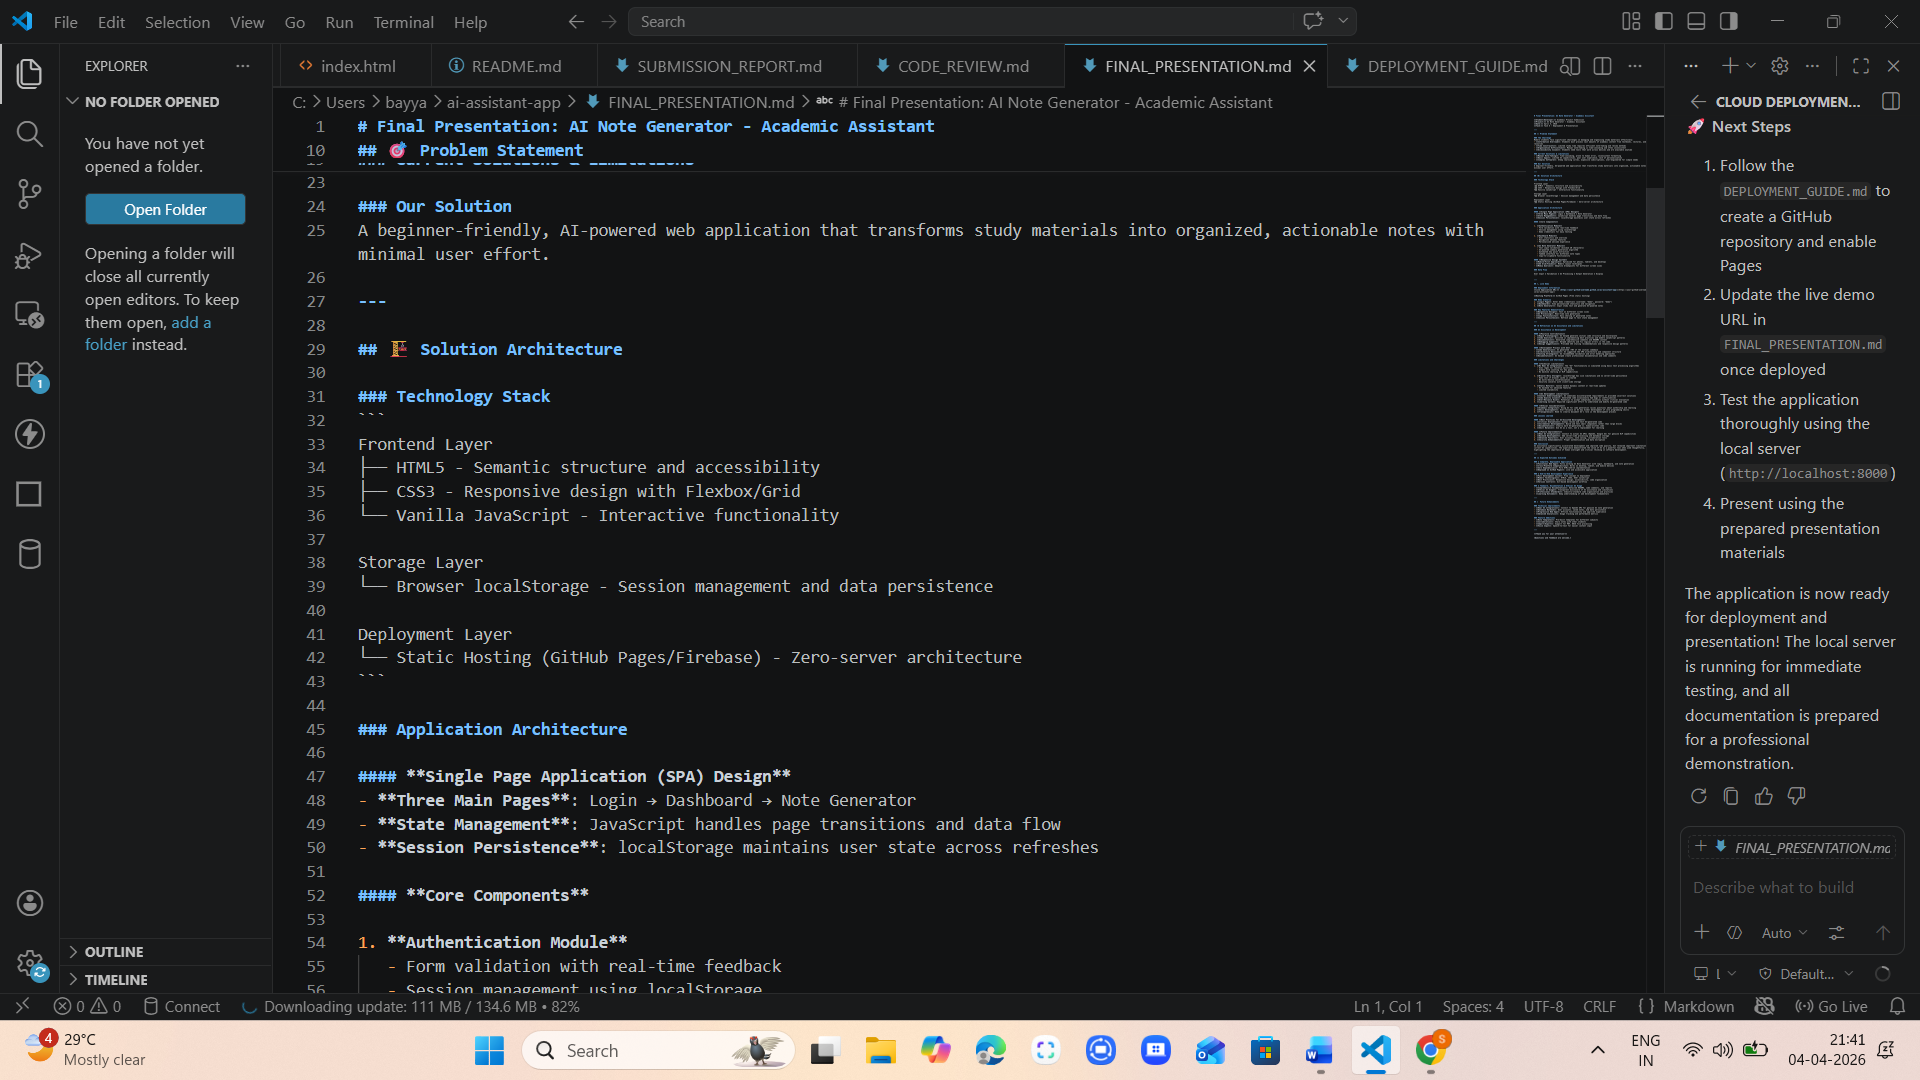 File Edit Selection View Go Run Terminal Help
Search
EXPLORER
NO FOLDER OPENED
You have not yet
opened a folder.
Open Folder
Opening a folder will
close all currently
open editors. To keep
them open, add a
folder instead.
OUTLINE
TIMELINE
index.html README.md SUBMISSION_REPORT.md CODE_REVIEW.md FINAL_PRESENTATION.md DEPLOYMENT_GUIDE.md
C: > Users > bayya > ai-assistant-app > FINAL_PRESENTATION.md > abc # Final Presentation: AI Note Generator - Academic Assistant
1 # Final Presentation: AI Note Generator - Academic Assistant
10 ## 🎯 Problem Statement
23
24 ### Our Solution
25 A beginner-friendly, AI-powered web application that transforms study materials into organized, actionable notes with
minimal user effort.
26
27 ---
28
29 ## 🏗️ Solution Architecture
30
31 ### Technology Stack
32 ```
33 Frontend Layer
34 ├── HTML5 - Semantic structure and accessibility
35 ├── CSS3 - Responsive design with Flexbox/Grid
36 └── Vanilla JavaScript - Interactive functionality
37
38 Storage Layer
39 └── Browser localStorage - Session management and data persistence
40
41 Deployment Layer
42 └── Static Hosting (GitHub Pages/Firebase) - Zero-server architecture
43 ```
44
45 ### Application Architecture
46
47 #### **Single Page Application (SPA) Design**
48 - **Three Main Pages**: Login → Dashboard → Note Generator
49 - **State Management**: JavaScript handles page transitions and data flow
50 - **Session Persistence**: localStorage maintains user state across refreshes
51
52 #### **Core Components**
53
54 1. **Authentication Module**
55 - Form validation with real-time feedback
56 - Session management using localStorage
CLOUD DEPLOYMEN...
🚀 Next Steps
1. Follow the
DEPLOYMENT_GUIDE.md to
create a GitHub
repository and enable
Pages
2. Update the live demo
URL in
FINAL_PRESENTATION.md
once deployed
3. Test the application
thoroughly using the
local server
(http://localhost:8000)
4. Present using the
prepared presentation
materials
The application is now ready
for deployment and
presentation! The local server
is running for immediate
testing, and all
documentation is prepared
for a professional
demonstration.
FINAL_PRESENTATION.md
Describe what to build
Auto
Default...
0 0 Connect Downloading update: 111 MB / 134.6 MB • 82%
Ln 1, Col 1 Spaces: 4 UTF-8 CRLF {} Markdown Go Live
1
4
29°C
Mostly clear
Search
ENG
IN
21:41
04-04-2026